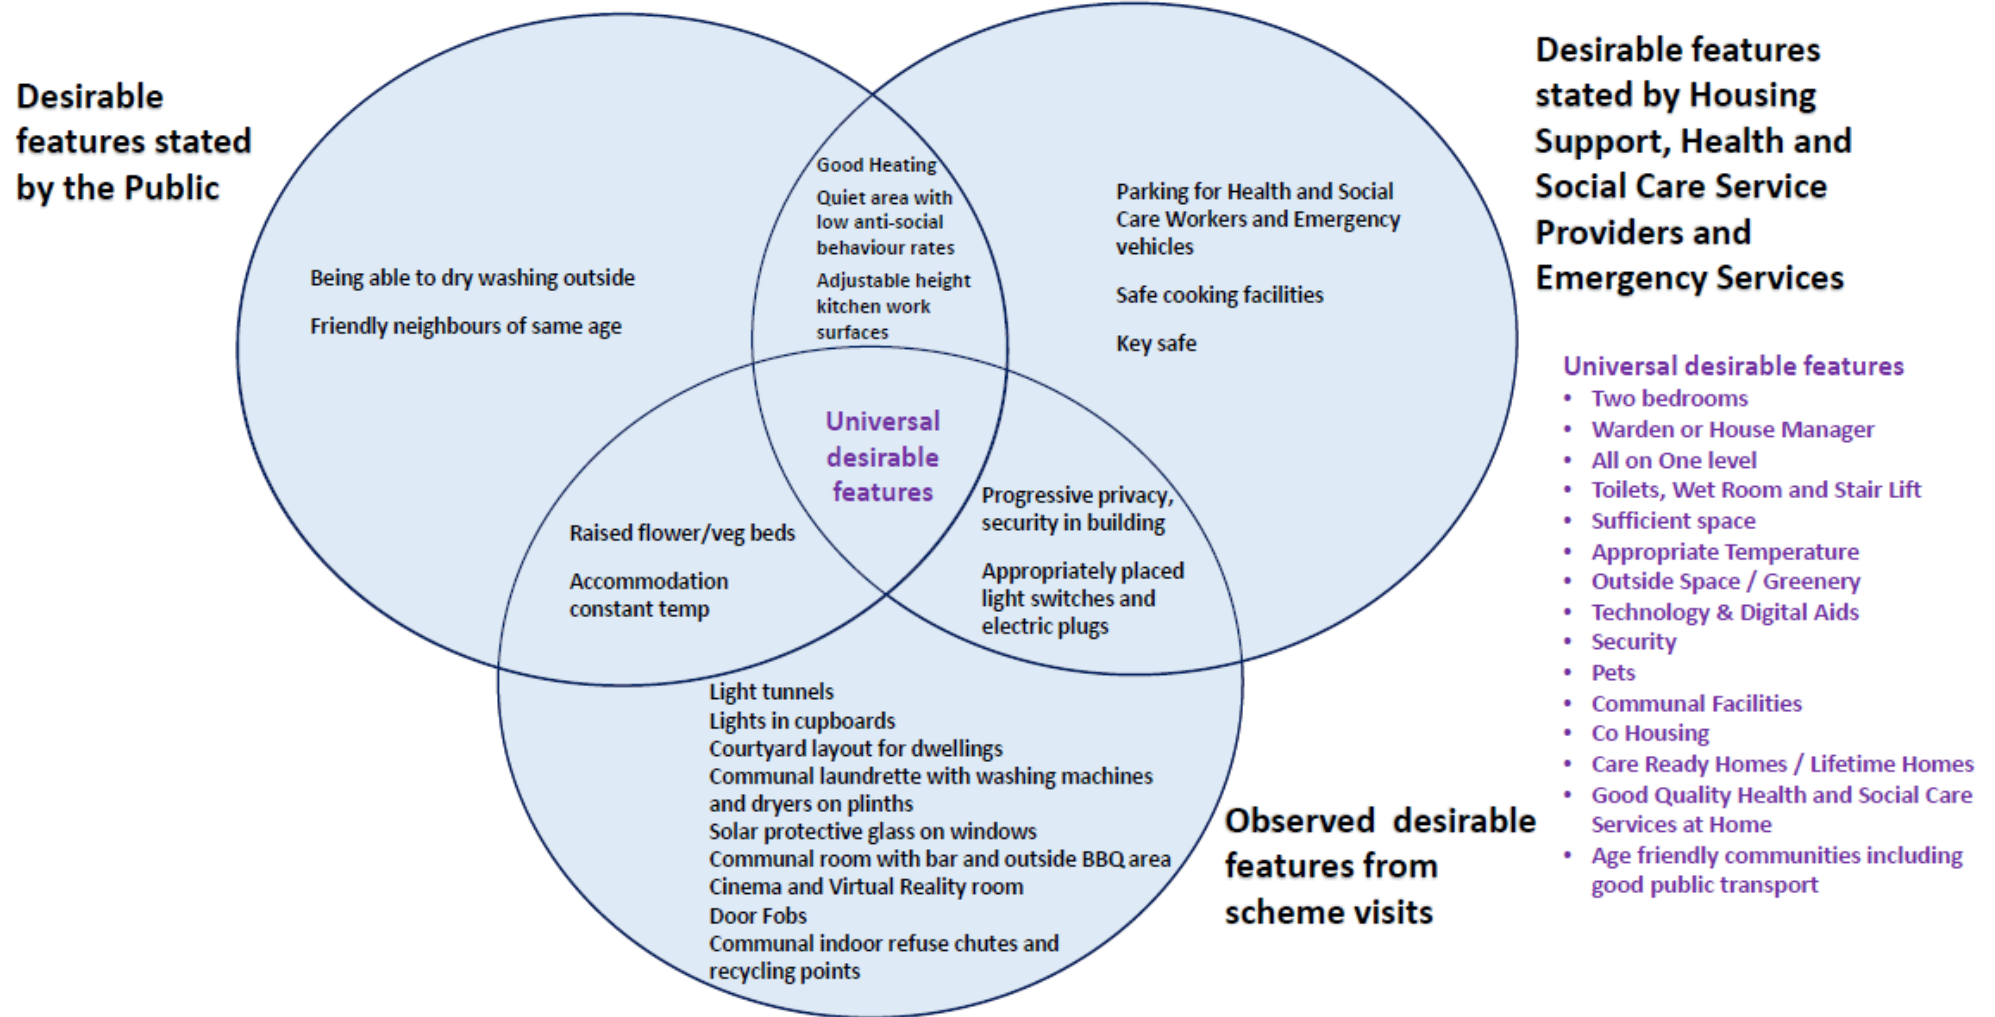 Desirable
features stated
by the Public
Being able to dry washing outside
Friendly neighbours of same age
Good Heating
Quiet area with
low anti-social
behaviour rates
Adjustable height
kitchen work
surfaces
Parking for Health and Social
Care Workers and Emergency
vehicles
Safe cooking facilities
Key safe
Desirable features
stated by Housing
Support, Health and
Social Care Service
Providers and
Emergency Services
Universal
desirable
features
Raised flower/veg beds
Accommodation
constant temp
Progressive privacy,
security in building
Appropriately placed
light switches and
electric plugs
Light tunnels
Lights in cupboards
Courtyard layout for dwellings
Communal laundrette with washing machines
and dryers on plinths
Solar protective glass on windows
Communal room with bar and outside BBQ area
Cinema and Virtual Reality room
Door Fobs
Communal indoor refuse chutes and
recycling points
Observed desirable
features from
scheme visits
Universal desirable features
• Two bedrooms
• Warden or House Manager
• All on One level
• Toilets, Wet Room and Stair Lift
• Sufficient space
• Appropriate Temperature
• Outside Space / Greenery
• Technology & Digital Aids
• Security
• Pets
• Communal Facilities
• Co Housing
• Care Ready Homes / Lifetime Homes
• Good Quality Health and Social Care
Services at Home
• Age friendly communities including
good public transport